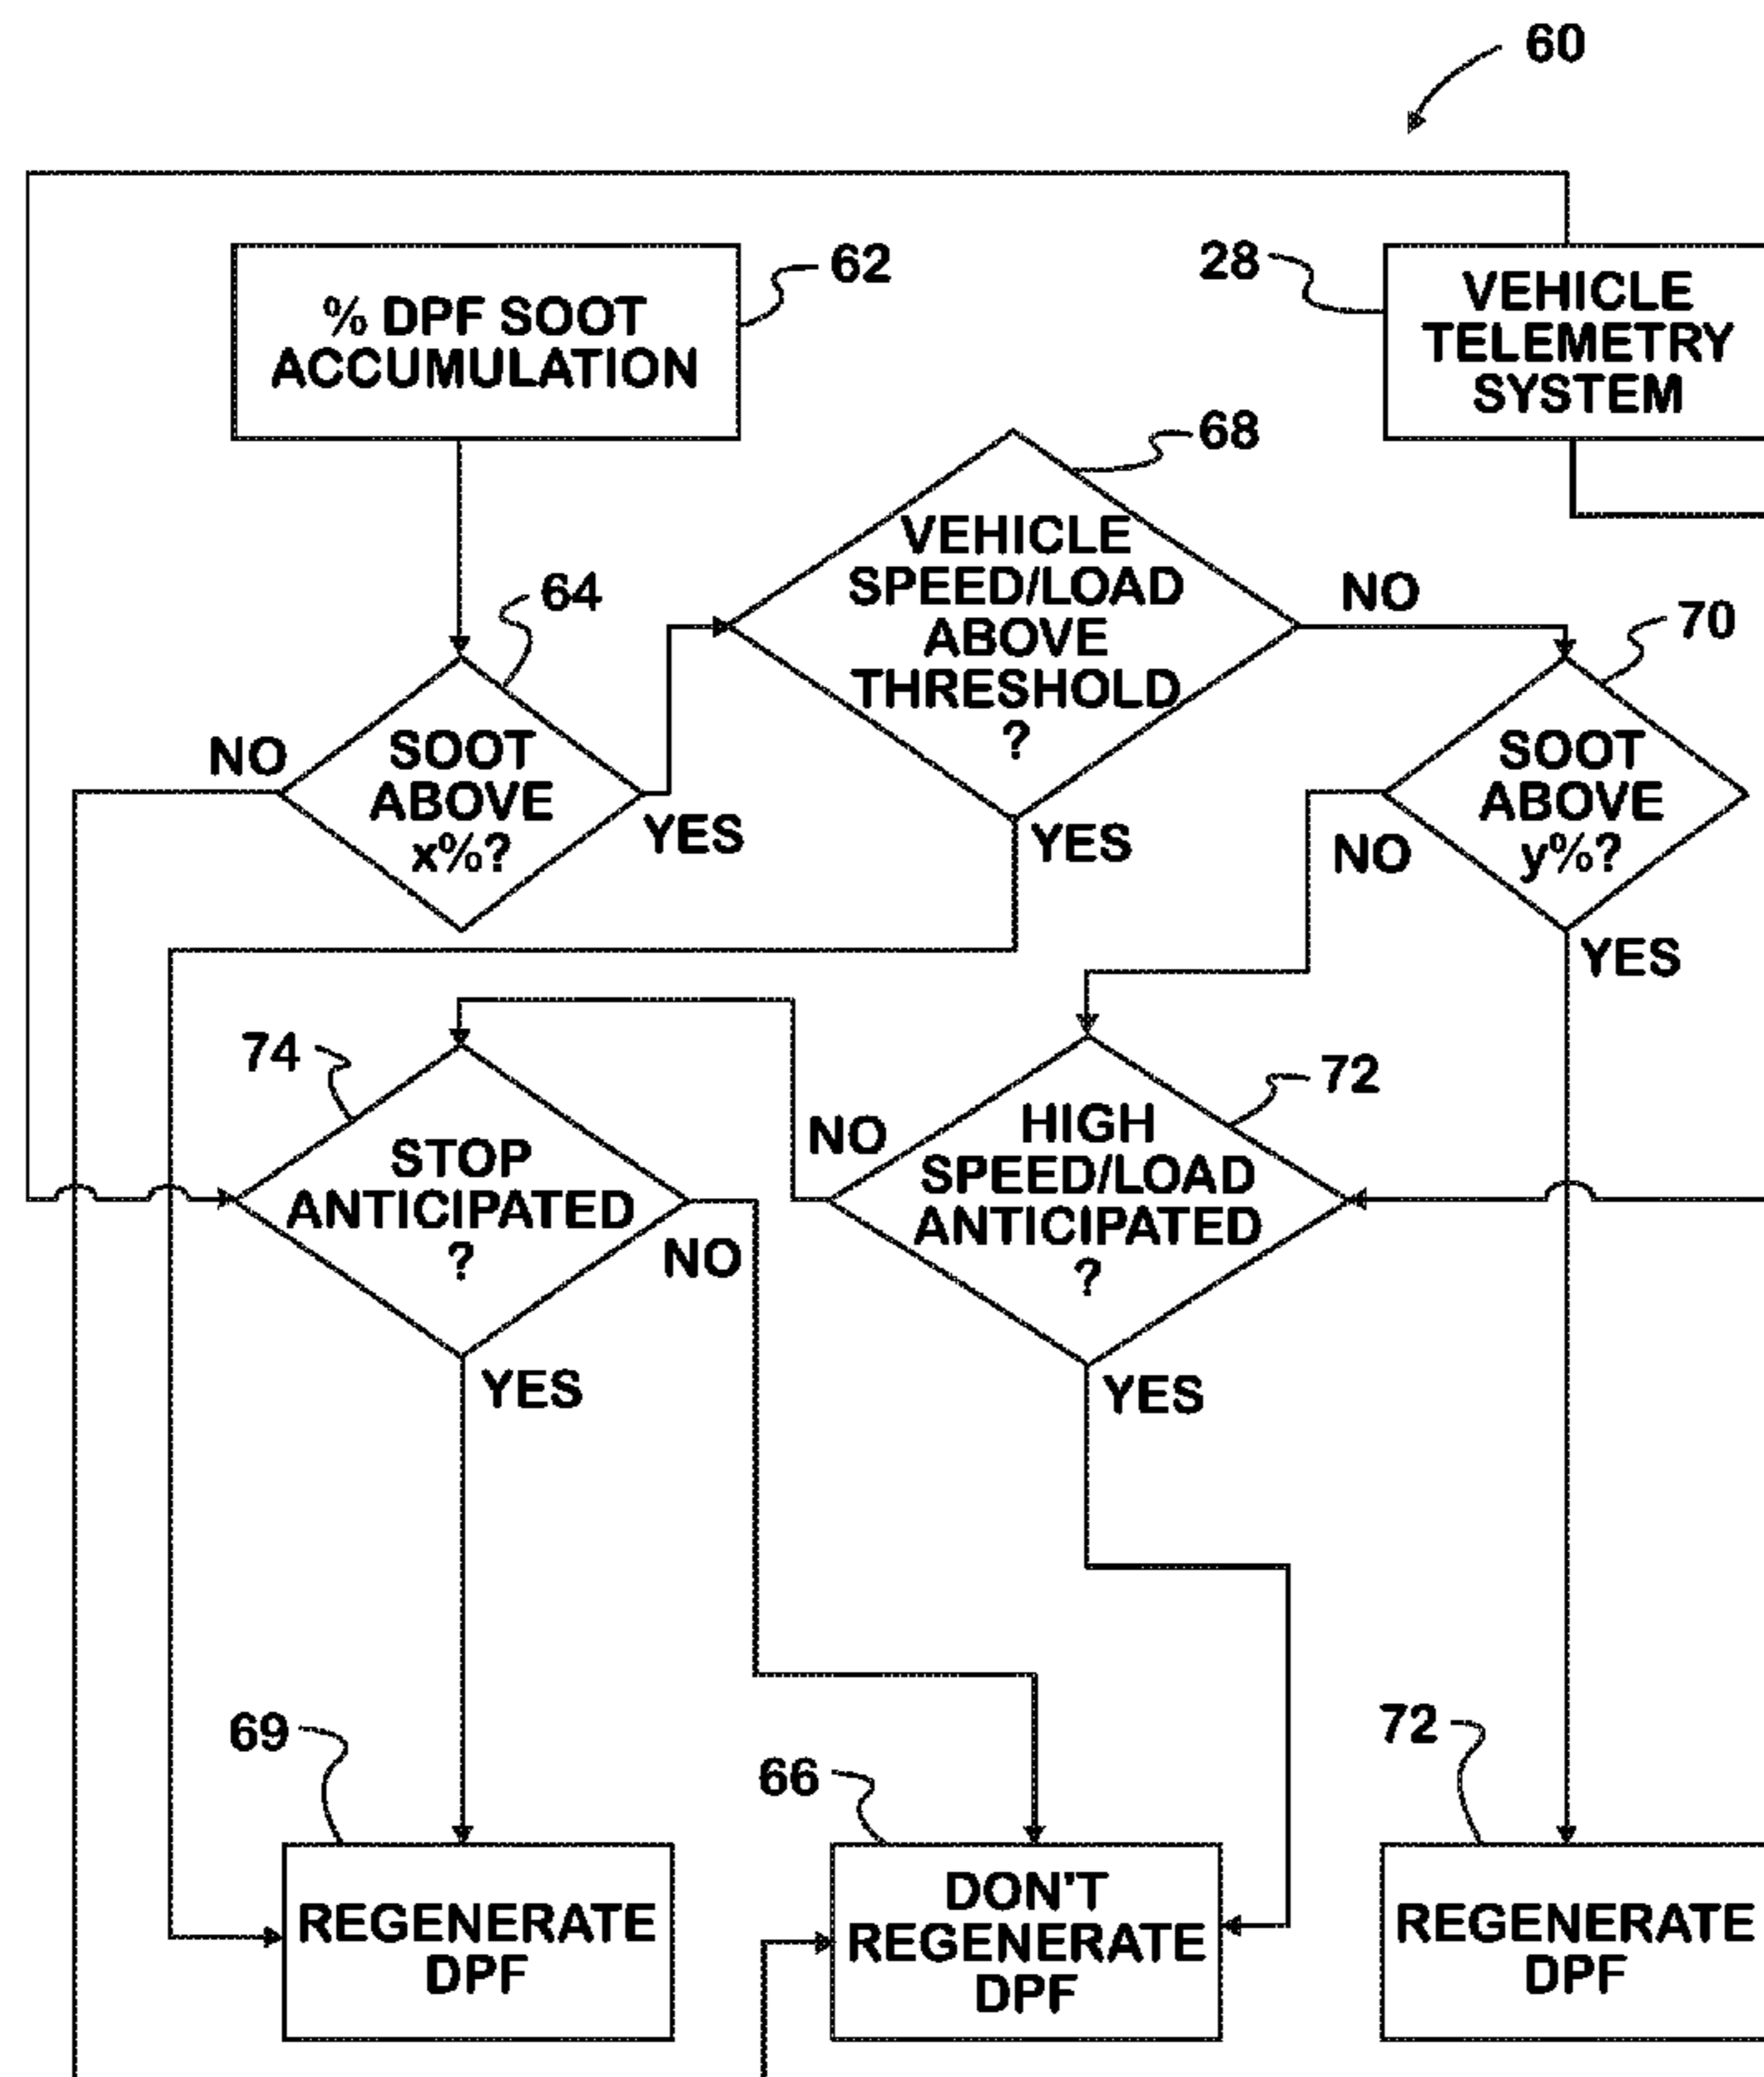 60
% DPF SOOT
ACCUMULATION
62
28
VEHICLE
TELEMETRY
SYSTEM
68
VEHICLE
SPEED/LOAD
ABOVE
THRESHOLD
?
NO
YES
64
SOOT
ABOVE
x%?
NO
YES
70
SOOT
ABOVE
y%?
NO
YES
74
STOP
ANTICIPATED
?
NO
YES
72
HIGH
SPEED/LOAD
ANTICIPATED
?
NO
YES
69
REGENERATE
DPF
66
DON'T
REGENERATE
DPF
72
REGENERATE
DPF